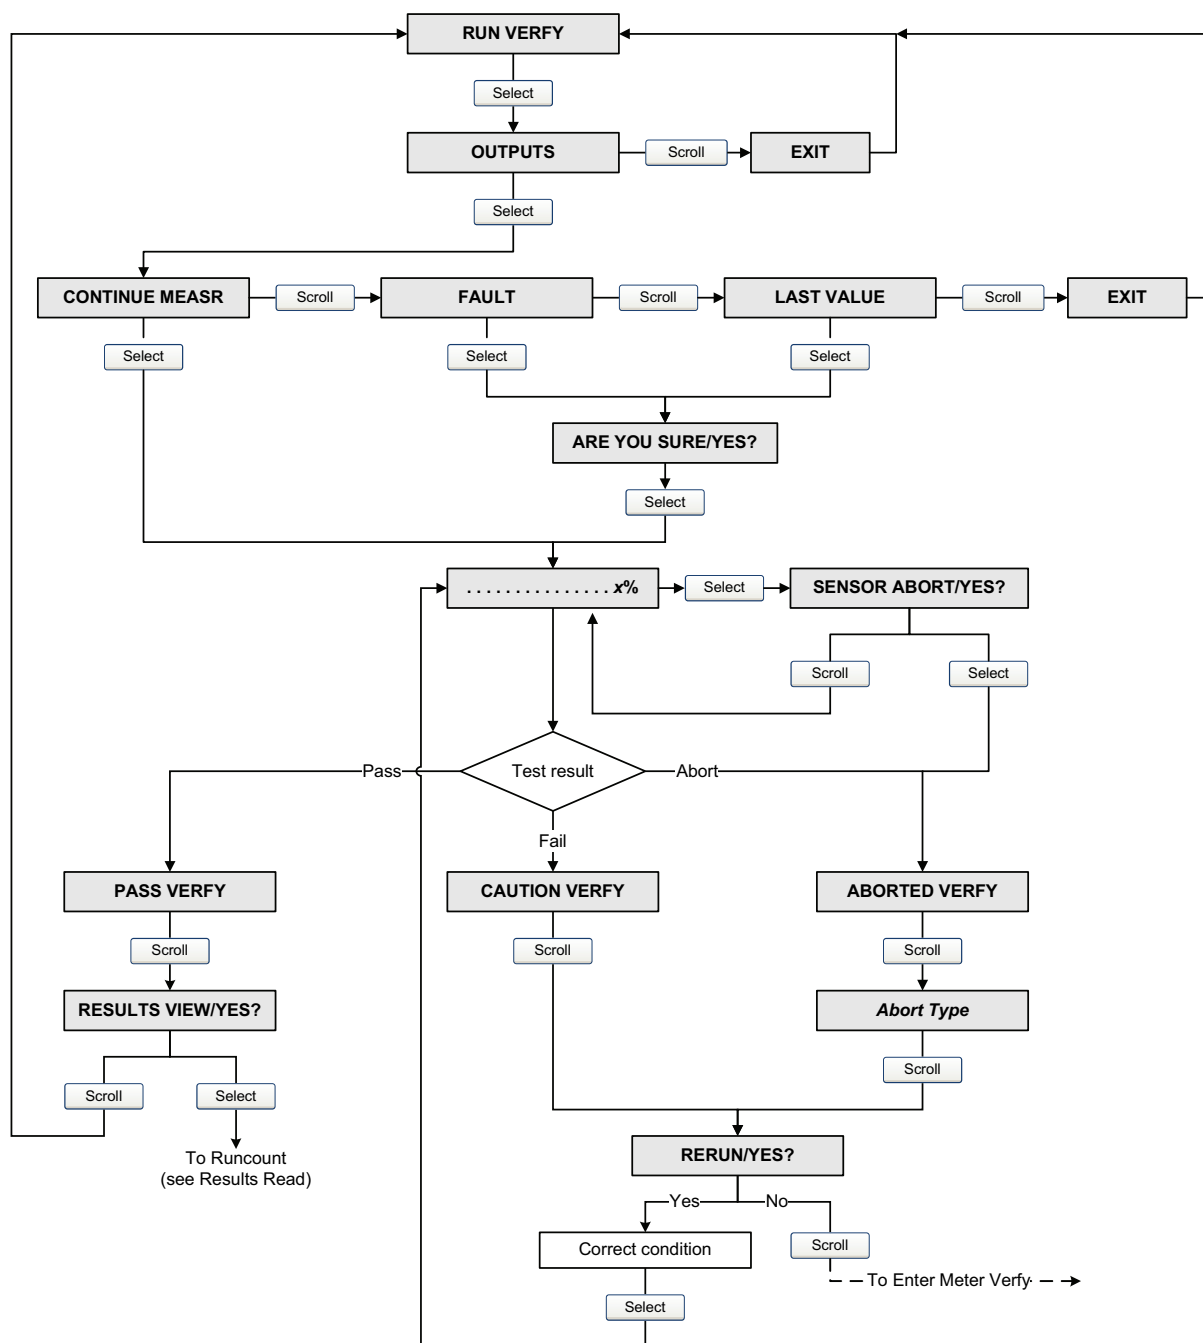 RUN VERFY
Select
OUTPUTS
Scroll
EXIT
Select
CONTINUE MEASR
Scroll
FAULT
Scroll
LAST VALUE
Scroll
EXIT
Select
Select
Select
ARE YOU SURE/YES?
Select
. . . . . . . . . . . . . . . x%
Select
SENSOR ABORT/YES?
Scroll
Select
Pass
Test result
Abort
Fail
PASS VERFY
CAUTION VERFY
ABORTED VERFY
Scroll
Scroll
Scroll
RESULTS VIEW/YES?
Abort Type
Scroll
Select
Scroll
To Runcount
(see Results Read)
RERUN/YES?
Yes
No
Correct condition
Scroll
To Enter Meter Verfy
Select